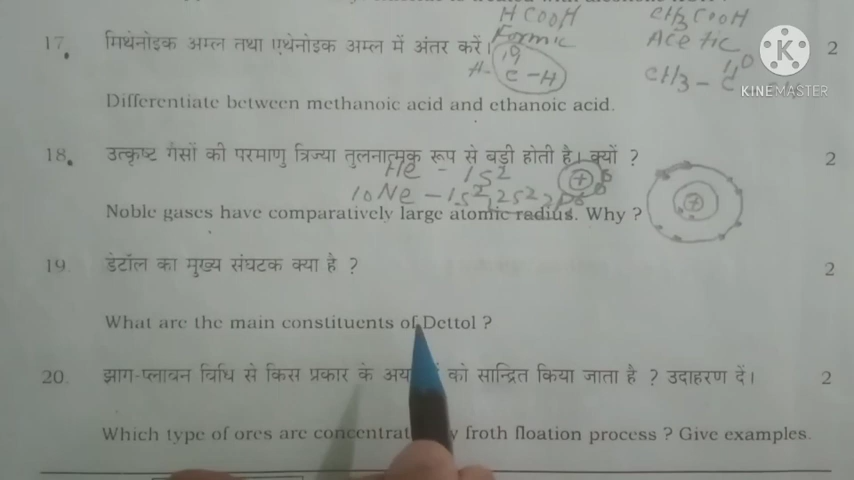 HCOOH CH3COOH
17. मिथेनोइक अम्ल तथा एथेनोइक अम्ल में अंतर करें। Formic Acetic 2
H- C-H CH3-C
KINEMASTER
Differentiate between methanoic acid and ethanoic acid.
18. उत्कृष्ट गैसों की परमाणु त्रिज्या तुलनात्मक रूप से बड़ी होती है। क्यों ? 2
He - 1s2
10Ne - 1s2, 2s2 2p6
Noble gases have comparatively large atomic radius. Why ?
19. डेटॉल का मुख्य संघटक क्या है ? 2
What are the main constituents of Dettol ?
20. झाग-प्लावन विधि से किस प्रकार के को सान्द्रित किया जाता है ? उदाहरण दें। 2
Which type of ores are froth floation process ? Give examples.